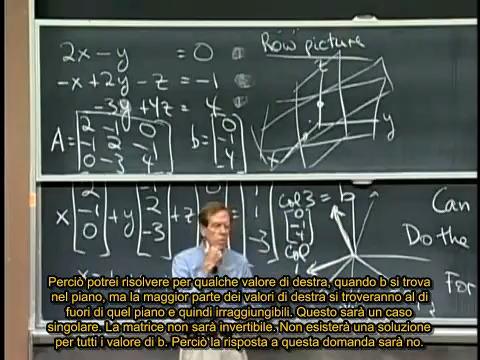 2x - y = 0
-x + 2y - z = -1
-3y + 4z = 4
A = [2 -1 0
-1 2 -1
0 -3 4]
b = [0
-1
4]
Row picture
z
y
x
x [2 -1 0] + y [-1 2 -3] + z
1
1
-3
col 3 = b
0
-1
4
col
Can
Do the
For
Perciò potrei risolvere per qualche valore di destra, quando b si trova
nel piano, ma la maggior parte dei valori di destra si troveranno al di
fuori di quel piano e quindi irraggiungibili. Questo sarà un caso
singolare. La matrice non sarà invertibile. Non esisterà una soluzione
per tutti i valore di b. Perciò la risposta a questa domanda sarà no.